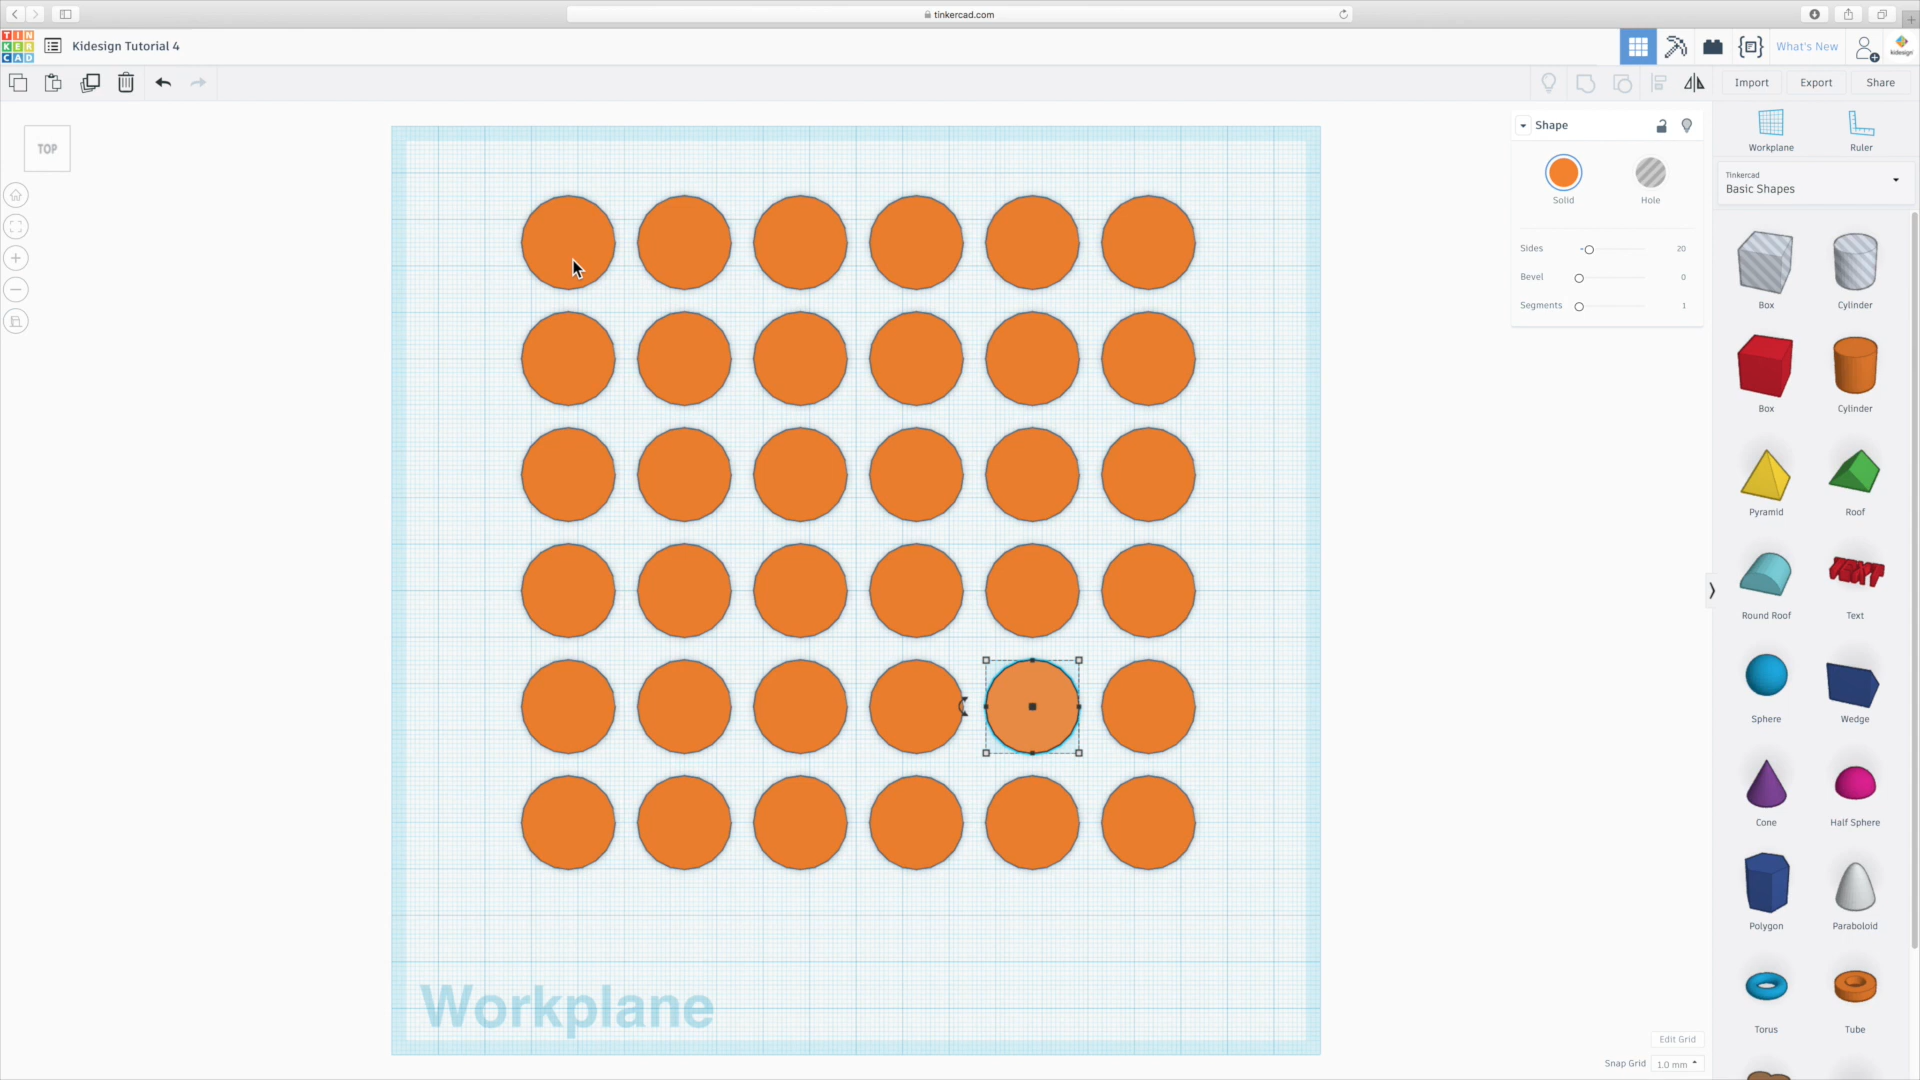 tinkercad.com
TIN
KER
CAD
Kidesign Tutorial 4
What's New
kidesign
Import
Export
Share
TOP
Shape
Solid
Hole
Sides
20
Bevel
0
Segments
1
Workplane
Ruler
Tinkercad
Basic Shapes
Box
Cylinder
Box
Cylinder
Pyramid
Roof
TEXT
Round Roof
Text
Sphere
Wedge
Cone
Half Sphere
Polygon
Paraboloid
Torus
Tube
Workplane
Edit Grid
Snap Grid
1.0 mm